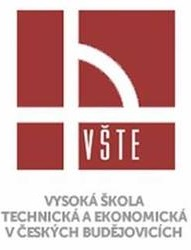 VŠTE
VYSOKÁ ŠKOLA
TECHNICKÁ A EKONOMICKÁ
V ČESKÝCH BUDĚJOVICÍCH